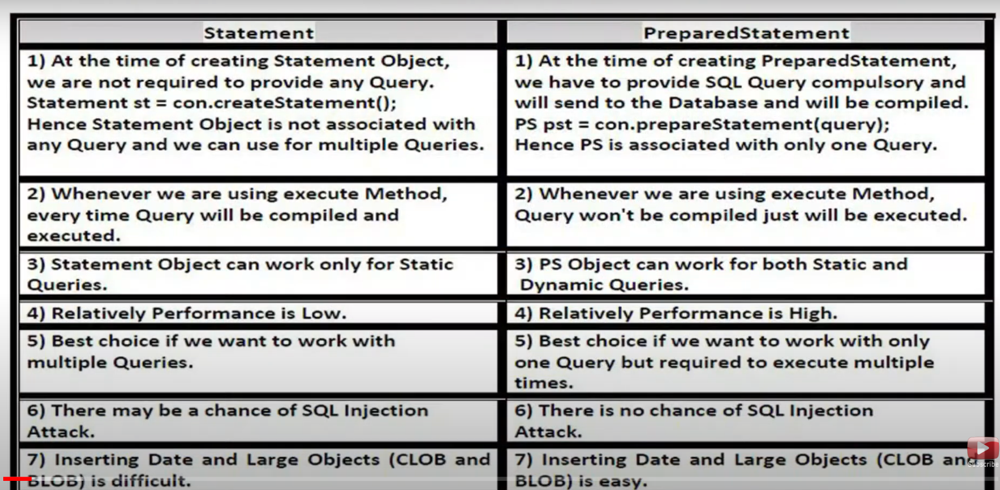 Statement
PreparedStatement
1) At the time of creating Statement Object,
we are not required to provide any Query.
Statement st = con.createStatement();
Hence Statement Object is not associated with
any Query and we can use for multiple Queries.
1) At the time of creating PreparedStatement,
we have to provide SQL Query compulsory and
will send to the Database and will be compiled.
PS pst = con.prepareStatement(query);
Hence PS is associated with only one Query.
2) Whenever we are using execute Method,
every time Query will be compiled and
executed.
2) Whenever we are using execute Method,
Query won't be compiled just will be executed.
3) Statement Object can work only for Static
Queries.
3) PS Object can work for both Static and
Dynamic Queries.
4) Relatively Performance is Low.
4) Relatively Performance is High.
5) Best choice if we want to work with
multiple Queries.
5) Best choice if we want to work with only
one Query but required to execute multiple
times.
6) There may be a chance of SQL Injection
Attack.
6) There is no chance of SQL Injection
Attack.
7) Inserting Date and Large Objects (CLOB and
BLOB) is difficult.
7) Inserting Date and Large Objects (CLOB and
BLOB) is easy.
Subscribe